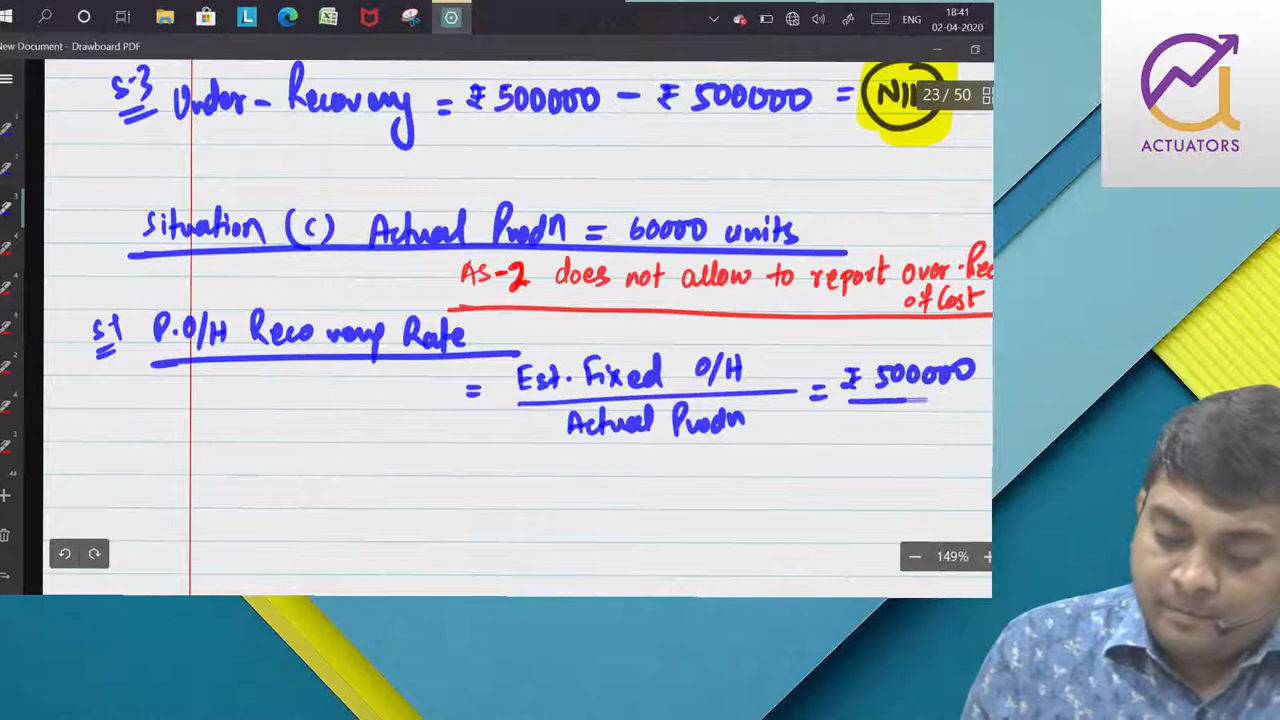 18:41
ENG
02-04-2020
New Document - Drawboard PDF
S-3 Under-Recovery = ₹ 500000 - ₹ 500000 = Nil
23 / 50
ACTUATORS
Situation (C) Actual Prodn = 60000 units
AS-2 does not allow to report over-Rec
of Cost
S-1 P.O/H Recovery Rate
= Est. Fixed O/H = ₹ 500000
Actual Prodn
149%